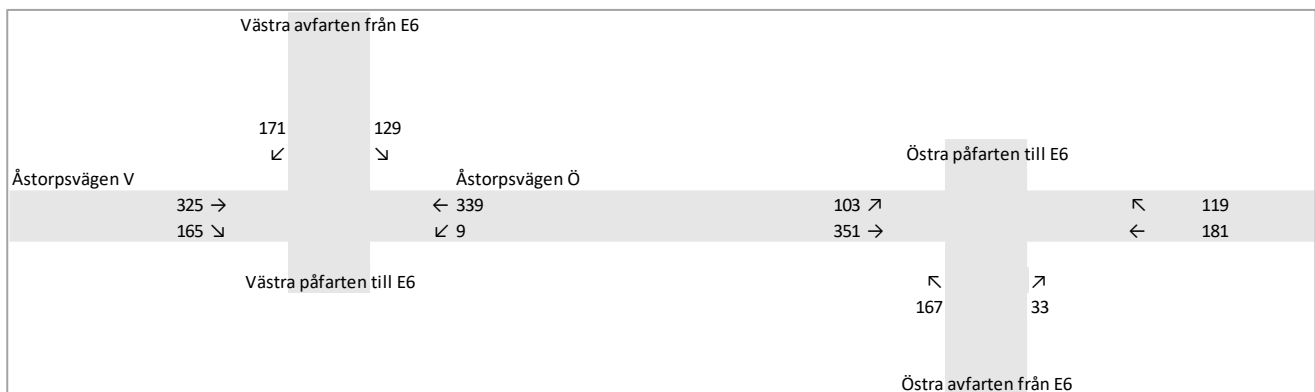 Västra avfarten från E6
171 129
↙ ↘
Östra påfarten till E6
Åstorpsvägen V Åstorpsvägen Ö
325 → ← 339 103 ↗ ↖ 119
165 ↘ ↙ 9 351 → ← 181
Västra påfarten till E6 ↖ ↗
167 33
Östra avfarten från E6